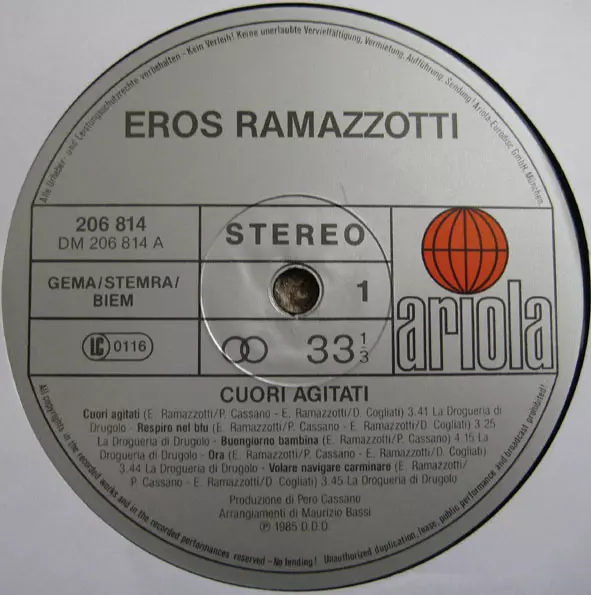 Alle Urheber- und Leistungsschutzrechte vorbehalten - Kein Verleih! Keine unerlaubte Vervielfältigung, Vermietung, Aufführung, Sendung! Ariola-Eurodisc GmbH, München.
EROS RAMAZZOTTI
206 814
DM 206 814 A
STEREO
GEMA/STEMRA/
BIEM
1
LC 0116
33 1/3
ariola
CUORI AGITATI
Cuori agitati (E. Ramazzotti/P. Cassano - E. Ramazzotti/D. Cogliati) 3.41 La Drogueria di
Drugolo - Respiro nel blu (E. Ramazzotti/P. Cassano - E. Ramazzotti/D. Cogliati) 3 25
La Drogueria di Drugolo - Buongiorno bambina (E. Ramazzotti/P. Cassano) 4 15 La
Drogueria di Drugolo - Ora (E. Ramazzotti/P. Cassano - E. Ramazzotti/D. Cogliati)
3.44 La Drogueria di Drugolo - Volare navigare camminare (E. Ramazzotti/
P. Cassano - E. Ramazzotti/D. Cogliati) 3.45 La Drogueria di Drugolo
Produzione di Pero Cassano
Arrangiamenti di Maurizio Bassi
℗ 1985 D.D.D
All copyrights in the recorded works and in the recorded performances reserved - No lending! Unauthorized duplication, lease, public performance and broadcast prohibited!